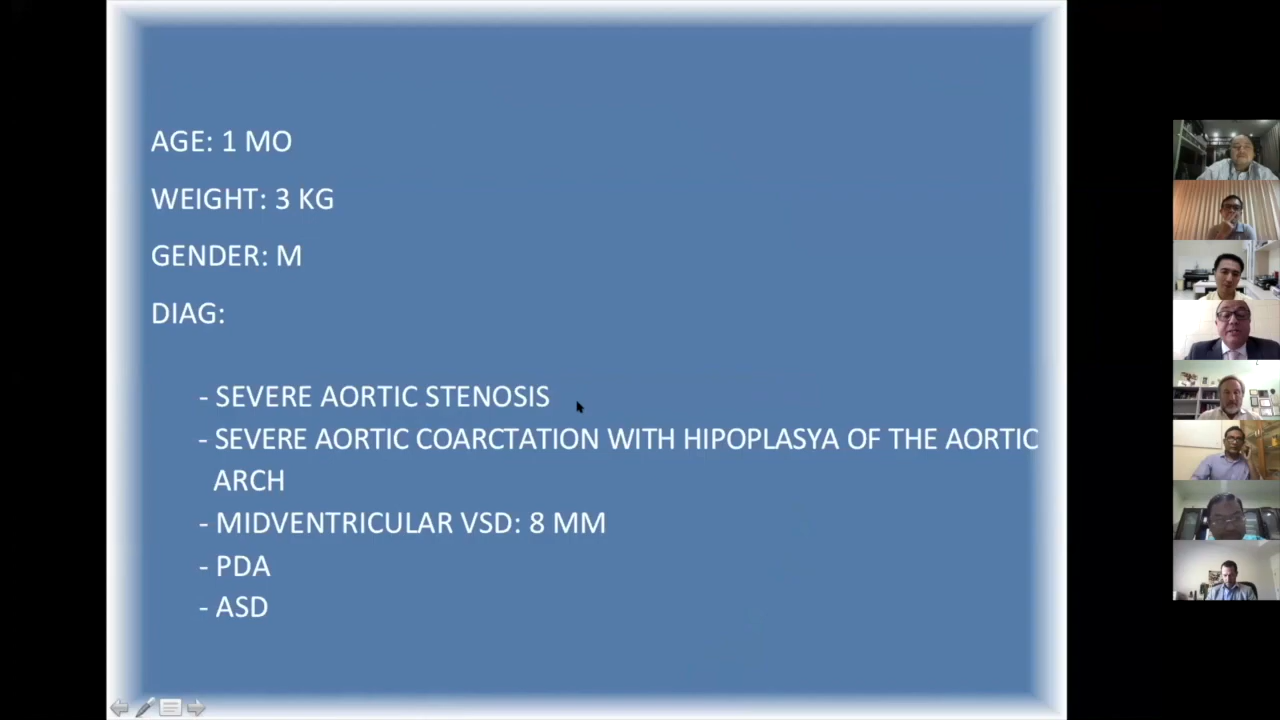 AGE: 1 MO
WEIGHT: 3 KG
GENDER: M
DIAG:
- SEVERE AORTIC STENOSIS
- SEVERE AORTIC COARCTATION WITH HIPOPLASYA OF THE AORTIC
ARCH
- MIDVENTRICULAR VSD: 8 MM
- PDA
- ASD